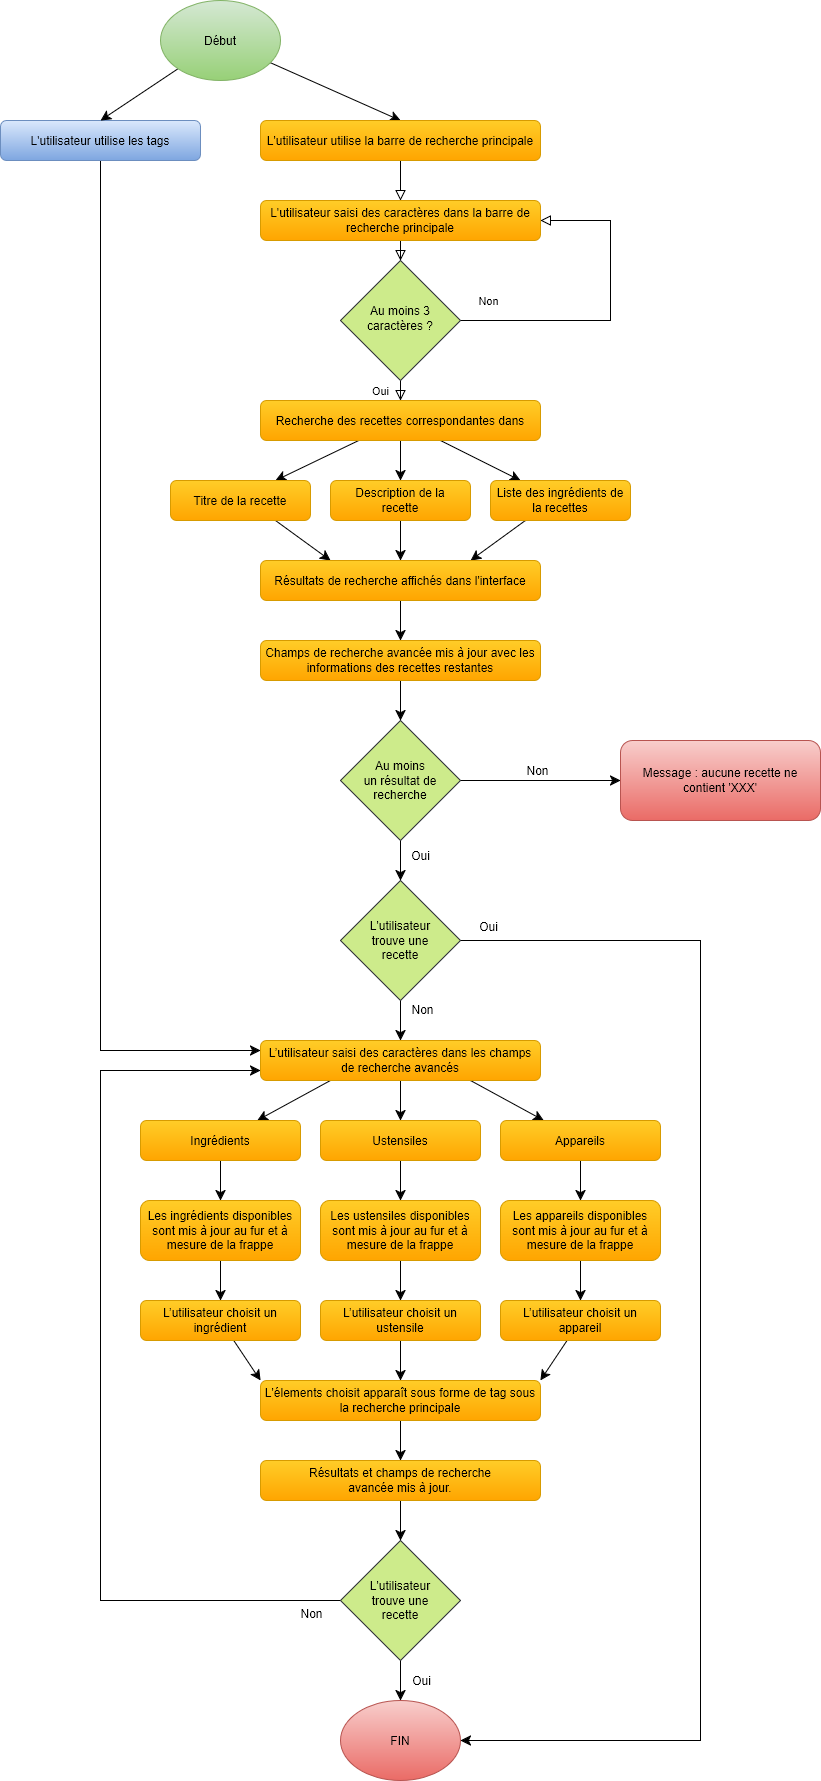 Début
L'utilisateur utilise les tags
L'utilisateur utilise la barre de recherche principale
L'utilisateur saisi des caractères dans la barre de
recherche principale
Au moins 3
caractères ?
Non
Oui
Recherche des recettes correspondantes dans
Titre de la recette
Description de la
recette
Liste des ingrédients de
la recettes
Résultats de recherche affichés dans l'interface
Champs de recherche avancée mis à jour avec les
informations des recettes restantes
Au moins
un résultat de
recherche
Non
Message : aucune recette ne
contient 'XXX'
Oui
L'utilisateur
trouve une
recette
Oui
Non
L'utilisateur saisi des caractères dans les champs
de recherche avancés
Ingrédients
Ustensiles
Appareils
Les ingrédients disponibles
sont mis à jour au fur et à
mesure de la frappe
Les ustensiles disponibles
sont mis à jour au fur et à
mesure de la frappe
Les appareils disponibles
sont mis à jour au fur et à
mesure de la frappe
L'utilisateur choisit un
ingrédient
L'utilisateur choisit un
ustensile
L'utilisateur choisit un
appareil
L'élements choisit apparaît sous forme de tag sous
la recherche principale
Résultats et champs de recherche
avancée mis à jour.
L'utilisateur
trouve une
recette
Non
Oui
FIN